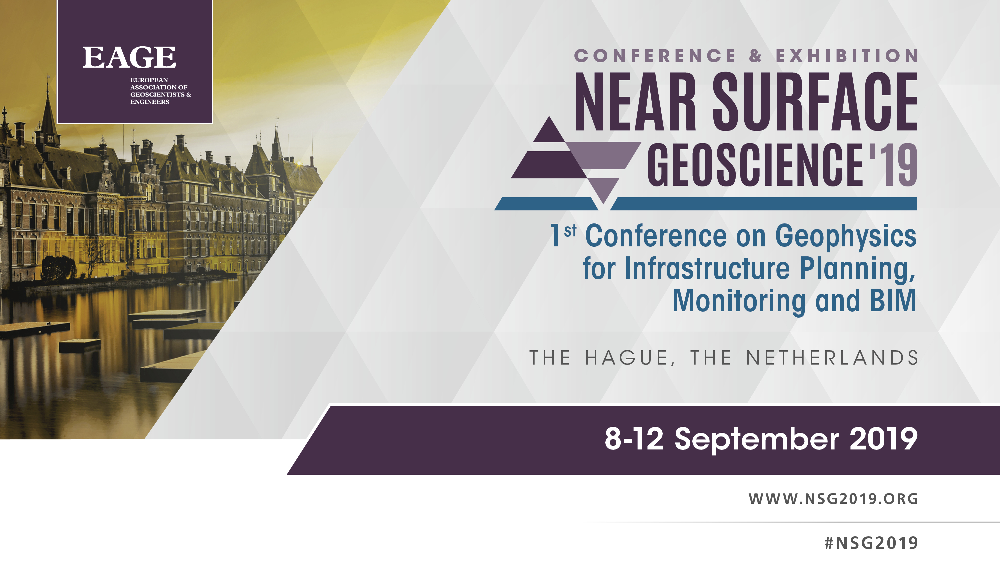 EAGE
EUROPEAN
ASSOCIATION OF
GEOSCIENTISTS &
ENGINEERS
CONFERENCE & EXHIBITION
NEAR SURFACE
GEOSCIENCE '19
1st Conference on Geophysics
for Infrastructure Planning,
Monitoring and BIM
THE HAGUE, THE NETHERLANDS
8-12 September 2019
WWW.NSG2019.ORG
#NSG2019